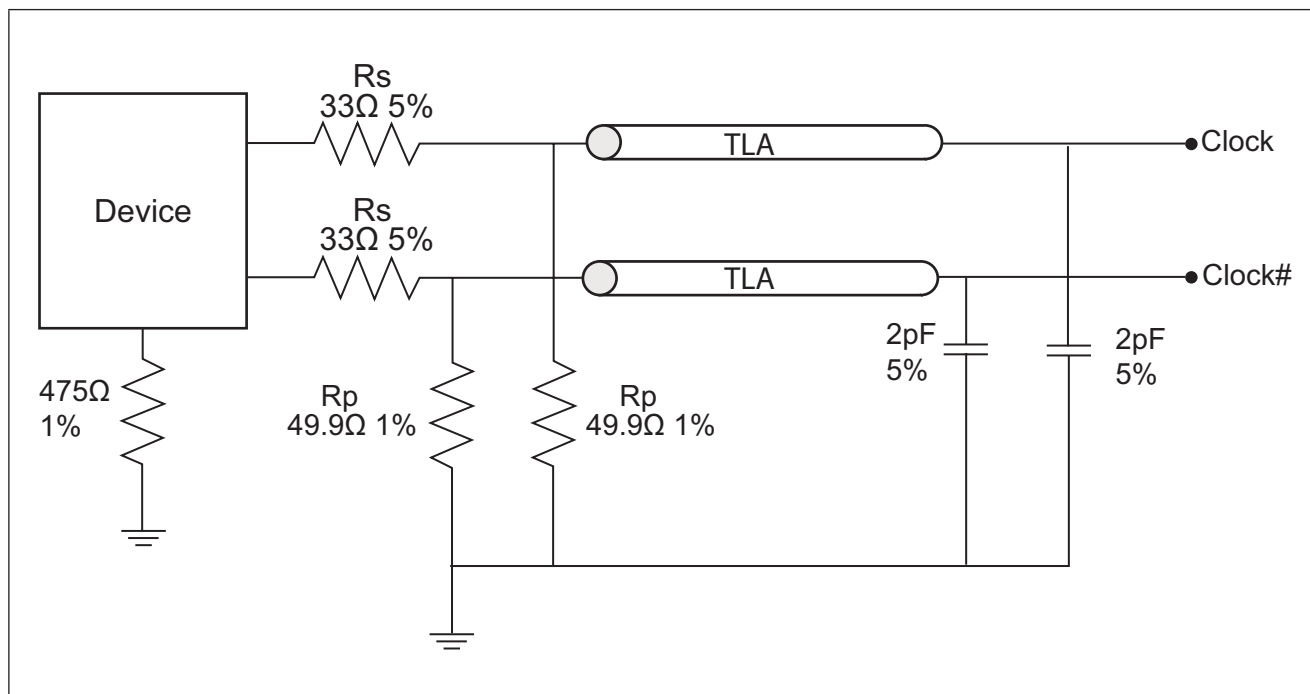 Rs
33Ω 5%
TLA
Clock
Device
Rs
33Ω 5%
TLA
Clock#
2pF
5%
2pF
5%
475Ω
1%
Rp
49.9Ω 1%
Rp
49.9Ω 1%